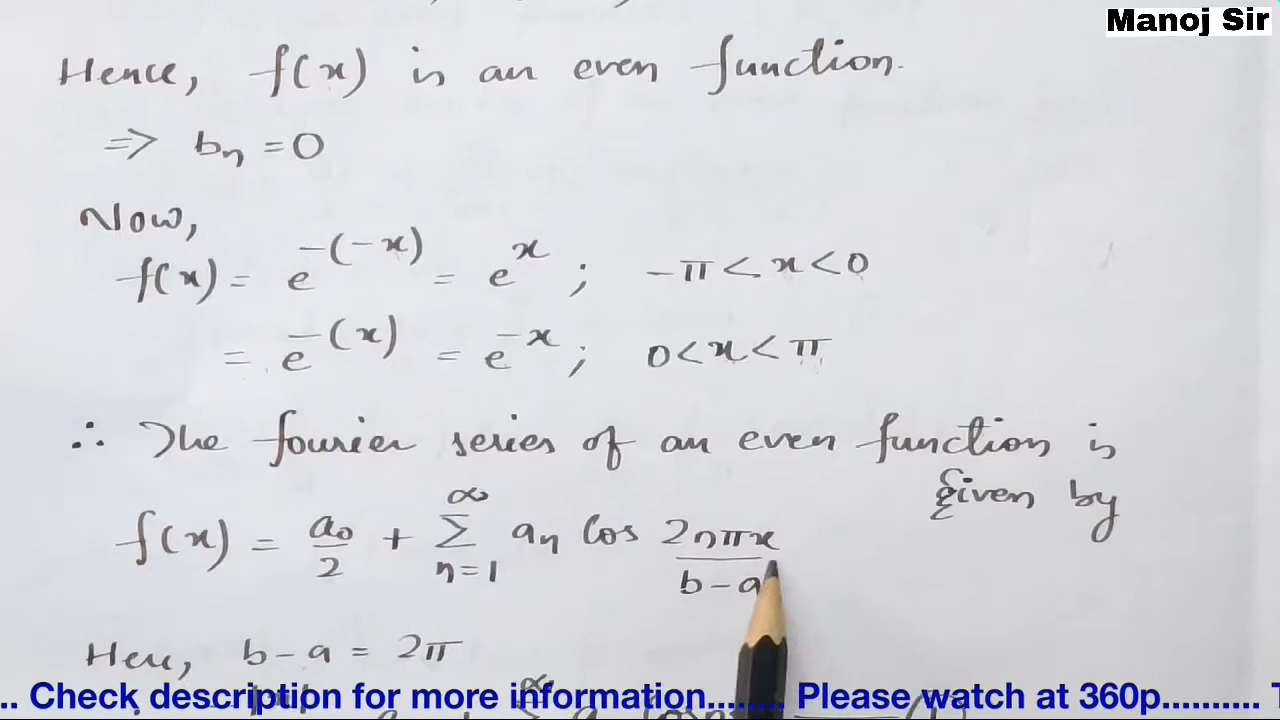 Manoj Sir
Hence, f(x) is an even function.
⇒ bn = 0
Now,
f(x) = e^-(-x) = e^x ; -π < x < 0
= e^-(x) = e^-x ; 0 < x < π
∴ The fourier series of an even function is
given by
f(x) = a0/2 + ∑ n=1 ∞ an cos 2nπx/b-a
Here, b-a = 2π
.. Check description for more information........ Please watch at 360p.......... T